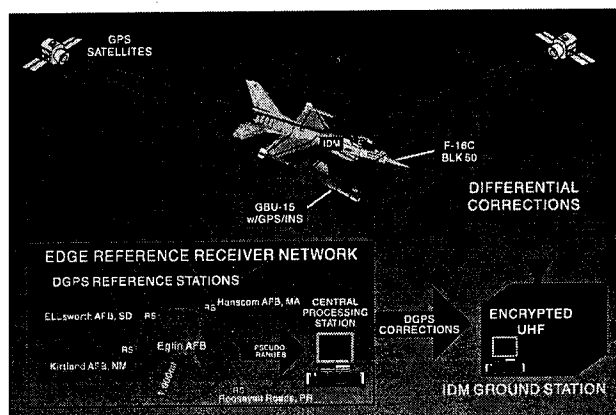 GPS
SATELLITES
IDM
F-16C
BLK 50
GBU-15
w/GPS/INS
DIFFERENTIAL
CORRECTIONS
EDGE REFERENCE RECEIVER NETWORK
DGPS REFERENCE STATIONS
Hanscom AFB, MA
RS
Ellsworth AFB, SD
RS
CENTRAL
PROCESSING
STATION
RS
Eglin AFB
PSEUDO
RANGES
Kirtland AFB, NM
RS
Roosevelt Roads, PR
DGPS
CORRECTIONS
ENCRYPTED
UHF
IDM GROUND STATION